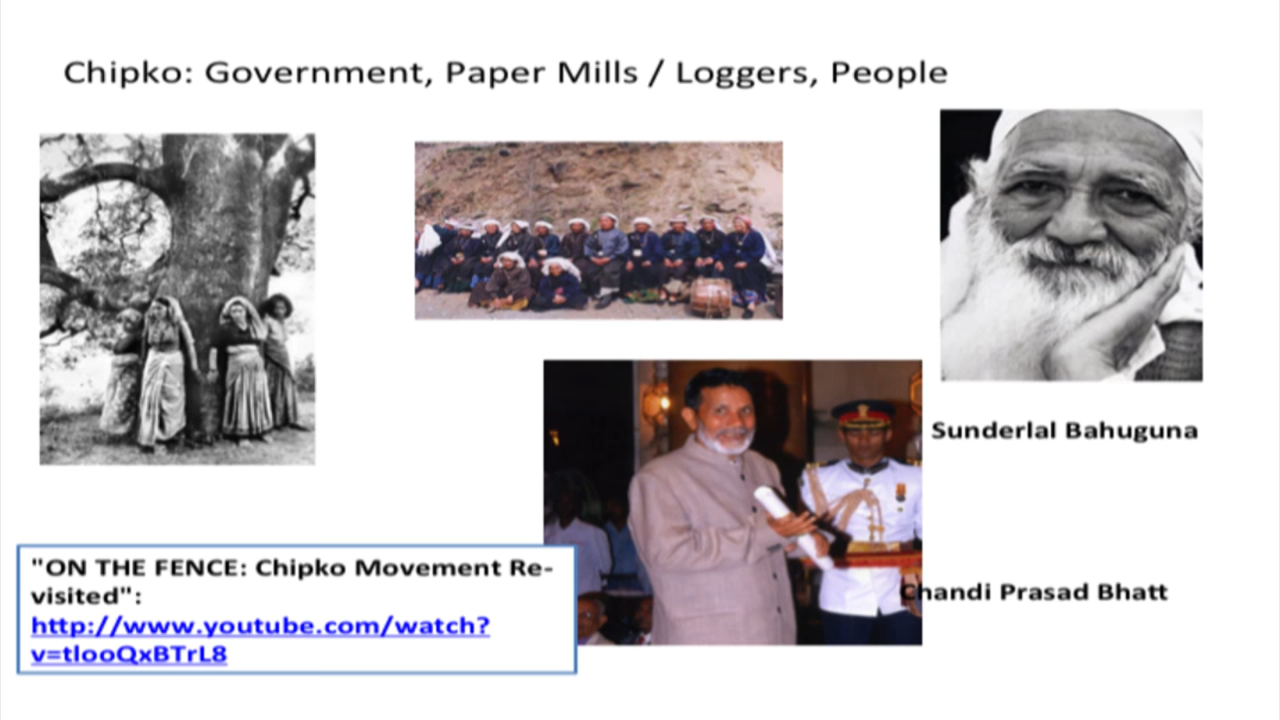 Chipko: Government, Paper Mills / Loggers, People
Sunderlal Bahuguna
Chandi Prasad Bhatt
"ON THE FENCE: Chipko Movement Re-
visited":
http://www.youtube.com/watch?
v=tlooQxBTrL8